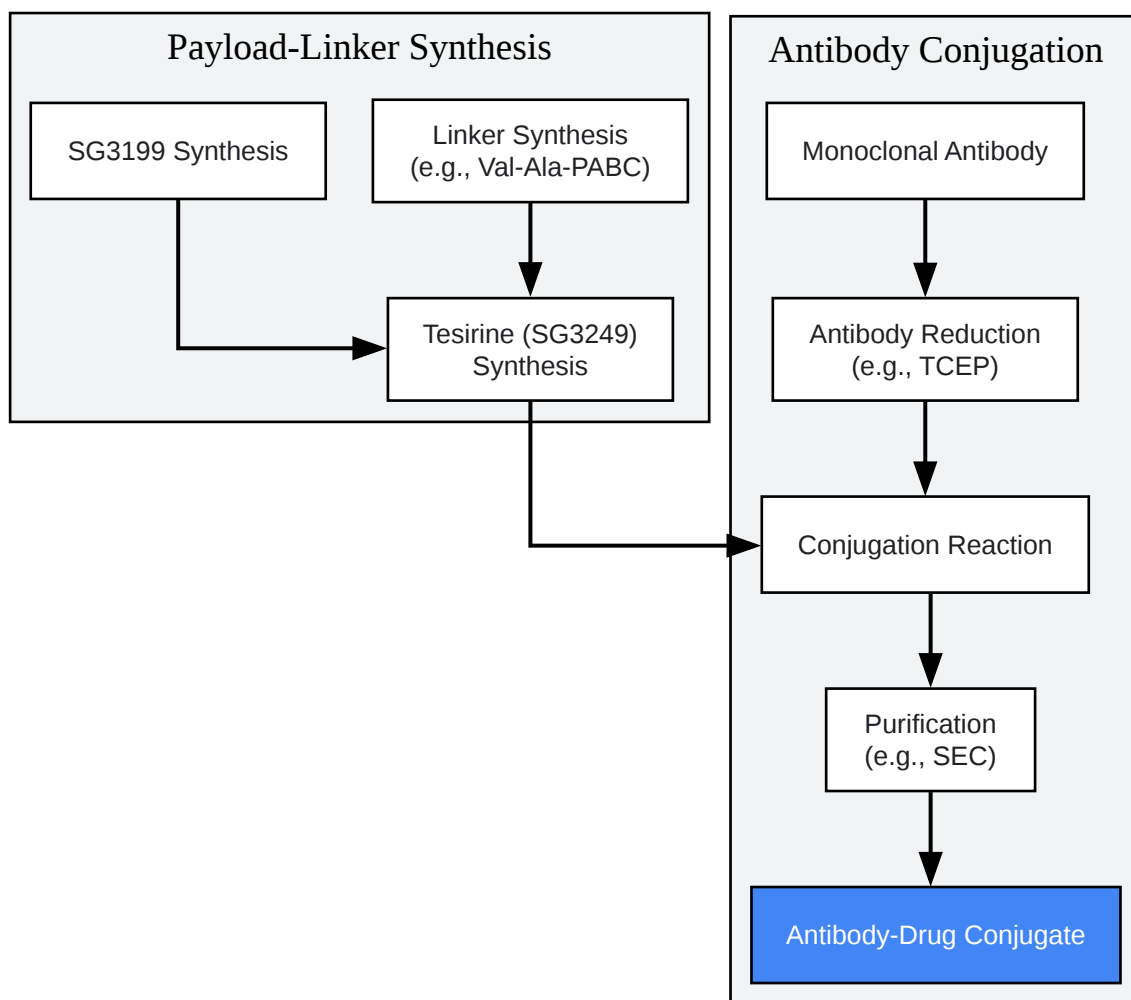 Payload-Linker Synthesis
SG3199 Synthesis
Linker Synthesis
(e.g., Val-Ala-PABC)
Tesirine (SG3249)
Synthesis
Antibody Conjugation
Monoclonal Antibody
Antibody Reduction
(e.g., TCEP)
Conjugation Reaction
Purification
(e.g., SEC)
Antibody-Drug Conjugate